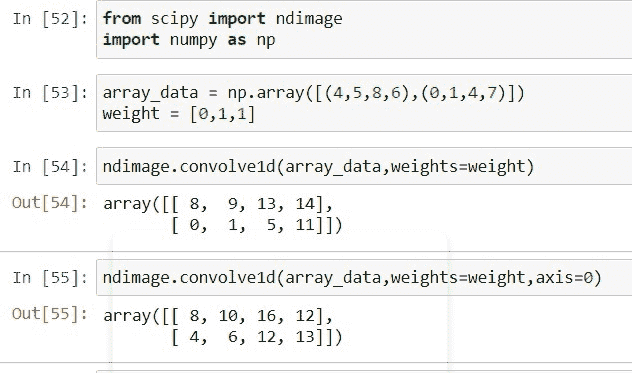 In [52]: from scipy import ndimage
import numpy as np
In [53]: array_data = np.array([(4,5,8,6),(0,1,4,7)])
weight = [0,1,1]
In [54]: ndimage.convolve1d(array_data,weights=weight)
Out[54]: array([[ 8, 9, 13, 14],
[ 0, 1, 5, 11]])
In [55]: ndimage.convolve1d(array_data,weights=weight,axis=0)
Out[55]: array([[ 8, 10, 16, 12],
[ 4, 6, 12, 13]])